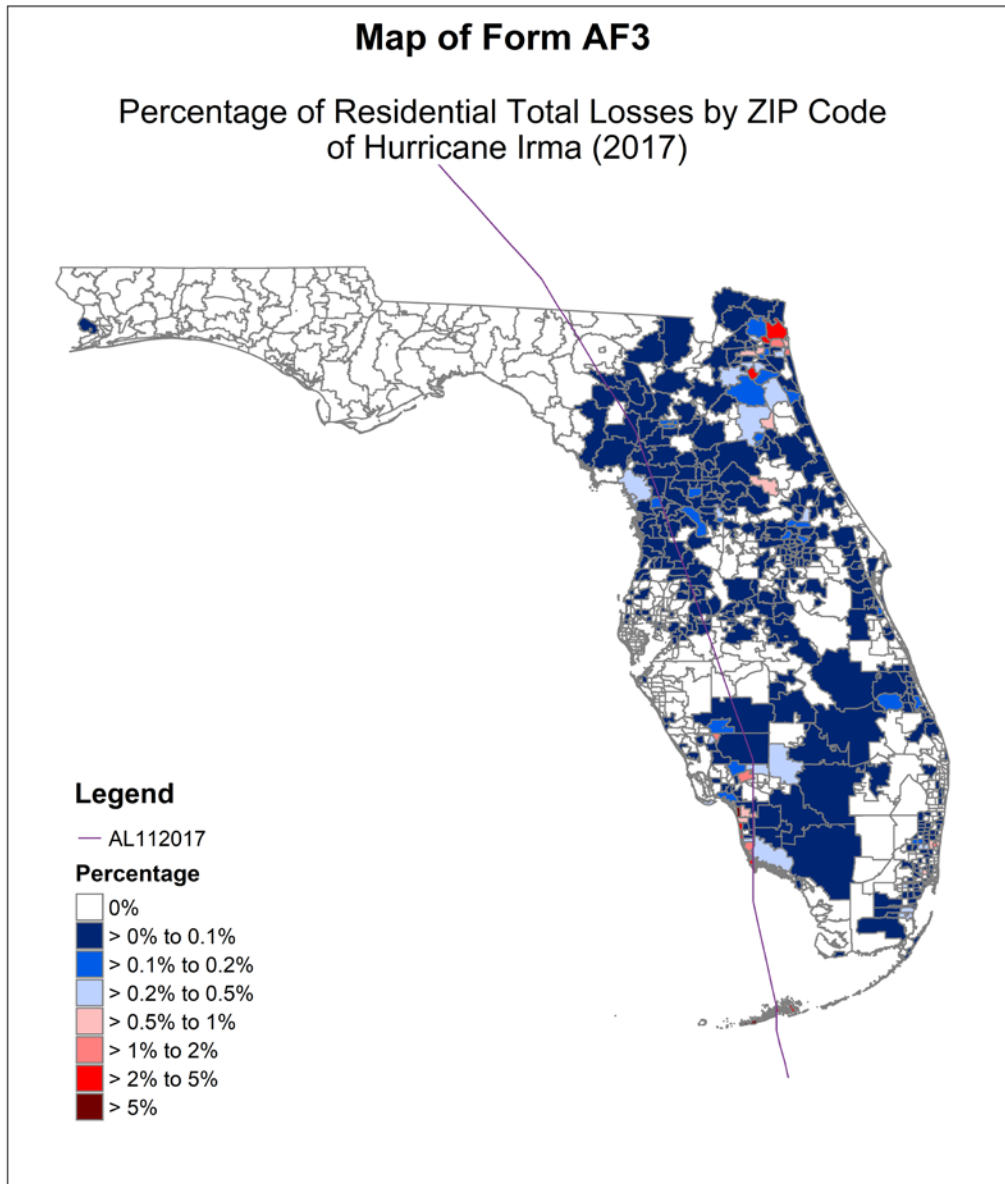 Map of Form AF3
Percentage of Residential Total Losses by ZIP Code
of Hurricane Irma (2017)
Legend
AL112017
Percentage
0%
> 0% to 0.1%
> 0.1% to 0.2%
> 0.2% to 0.5%
> 0.5% to 1%
> 1% to 2%
> 2% to 5%
> 5%